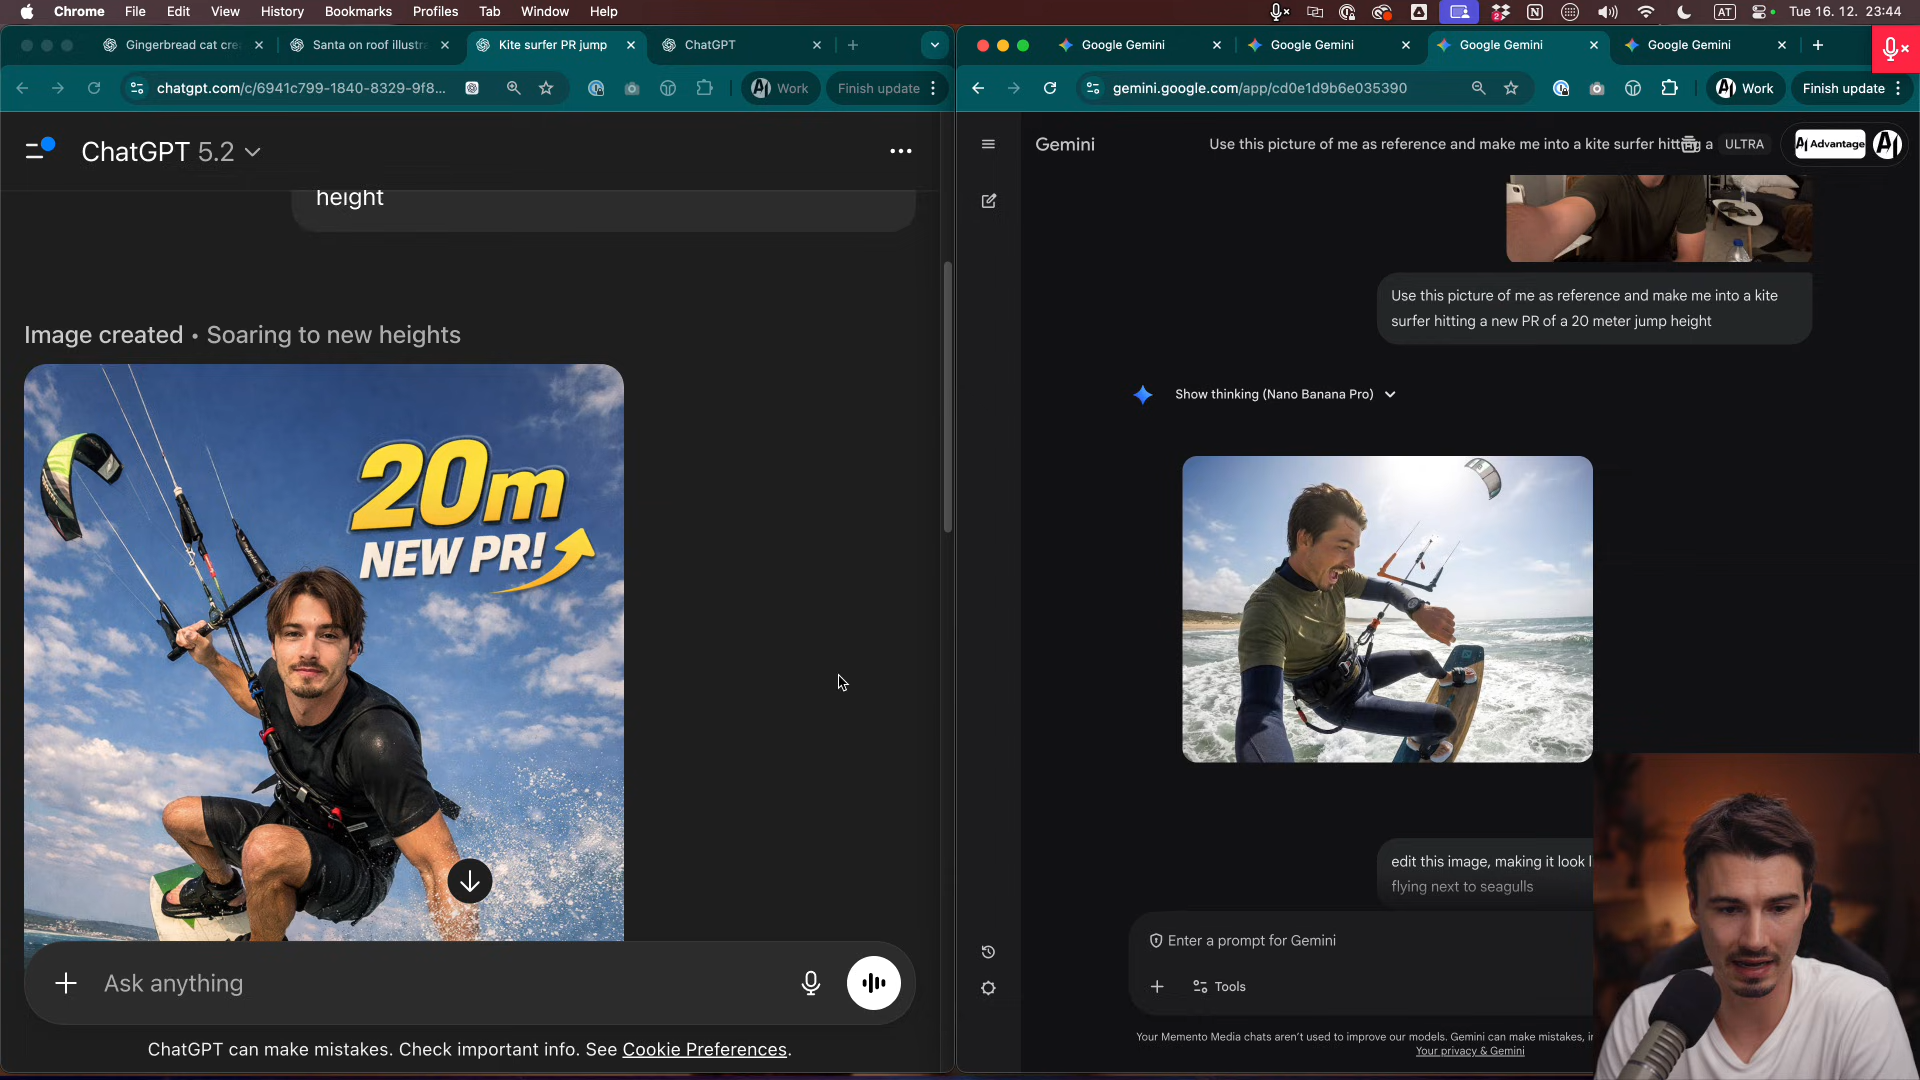 Chrome File Edit View History Bookmarks Profiles Tab Window Help
AT Tue 16. 12. 23:44
Gingerbread cat cre
Santa on roof illustr
Kite surfer PR jump
ChatGPT
chatgpt.com/c/6941c799-1840-8329-9f8...
Work
Finish update
ChatGPT 5.2
height
Image created • Soaring to new heights
20m
NEW PR!
Ask anything
ChatGPT can make mistakes. Check important info. See Cookie Preferences.
Google Gemini
Google Gemini
Google Gemini
Google Gemini
gemini.google.com/app/cd0e1d9b6e035390
Work
Finish update
Gemini
Use this picture of me as reference and make me into a kite surfer hitting a
ULTRA
Advantage
Use this picture of me as reference and make me into a kite
surfer hitting a new PR of a 20 meter jump height
Show thinking (Nano Banana Pro)
edit this image, making it look l
flying next to seagulls
Enter a prompt for Gemini
Tools
Your Memento Media chats aren't used to improve our models. Gemini can make mistakes, i
Your privacy & Gemini